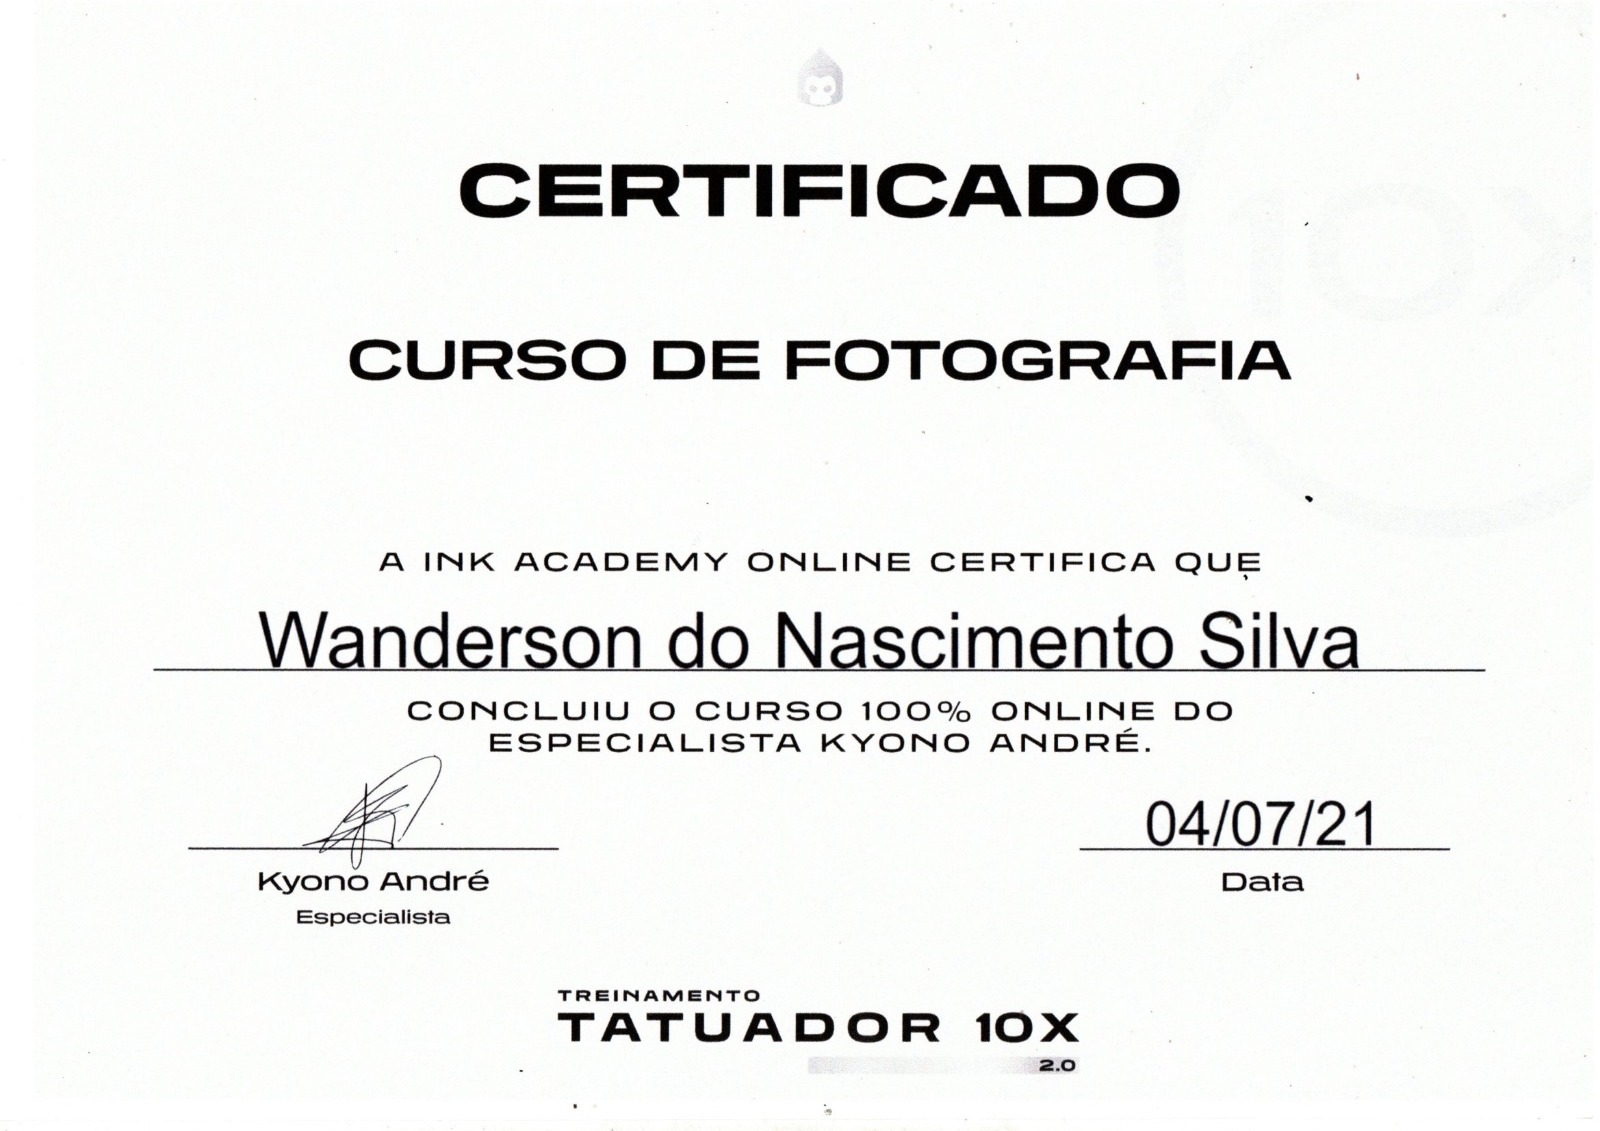 CERTIFICADO
CURSO DE FOTOGRAFIA
A INK ACADEMY ONLINE CERTIFICA QUE
Wanderson do Nascimento Silva
CONCLUIU O CURSO 100% ONLINE DO
ESPECIALISTA KYONO ANDRÉ.
04/07/21
Kyono André
Data
Especialista
TREINAMENTO
TATUADOR 10X
2.0
10X